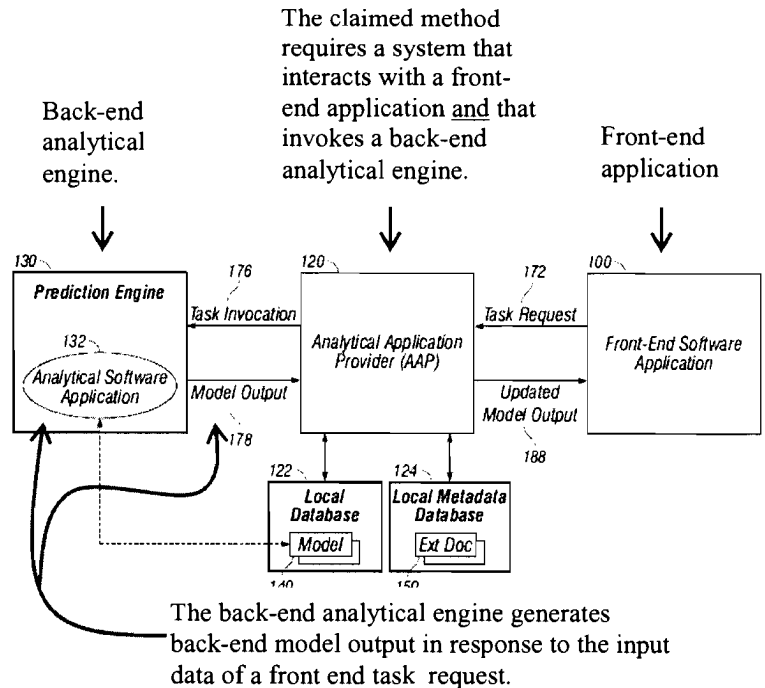 The claimed method
requires a system that
interacts with a front-
end application and that
invokes a back-end
analytical engine.
Back-end
analytical
engine.
Front-end
application
130
Prediction Engine
132
Analytical Software
Application
176
Task Invocation
Model Output
178
120
Analytical Application
Provider (AAP)
172
Task Request
Updated
Model Output
188
100
Front-End Software
Application
122
Local
Database
Model
140
124
Local Metadata
Database
Ext Doc
150
The back-end analytical engine generates
back-end model output in response to the input
data of a front end task request.